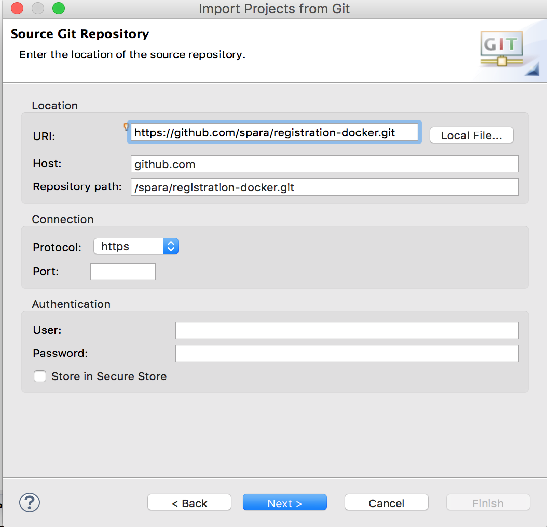 Import Projects from Git
Source Git Repository
Enter the location of the source repository.
GIT
Location
URI: https://github.com/spara/registration-docker.git Local File...
Host: github.com
Repository path: /spara/registration-docker.git
Connection
Protocol: https
Port:
Authentication
User:
Password:
Store in Secure Store
? < Back Next > Cancel Finish